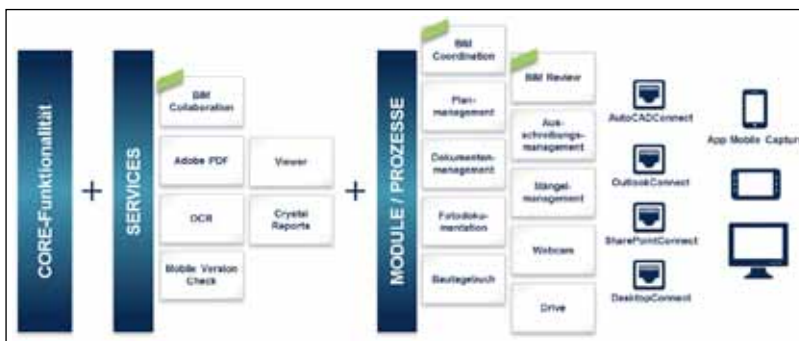 CORE-Funktionalität
+
SERVICES
BIM
Collaboration
Adobe PDF
Viewer
OCR
Crystal
Reports
Mobile Version
Check
+
MODULE / PROZESSE
BIM
Coordination
Plan-
management
Dokumenten-
management
Fotodoku-
mentation
Bautagebuch
BIM Review
Aus-
schreibungs-
management
Mängel-
management
Webcam
Drive
AutoCADConnect
OutlookConnect
SharePointConnect
DesktopConnect
App Mobile Capture